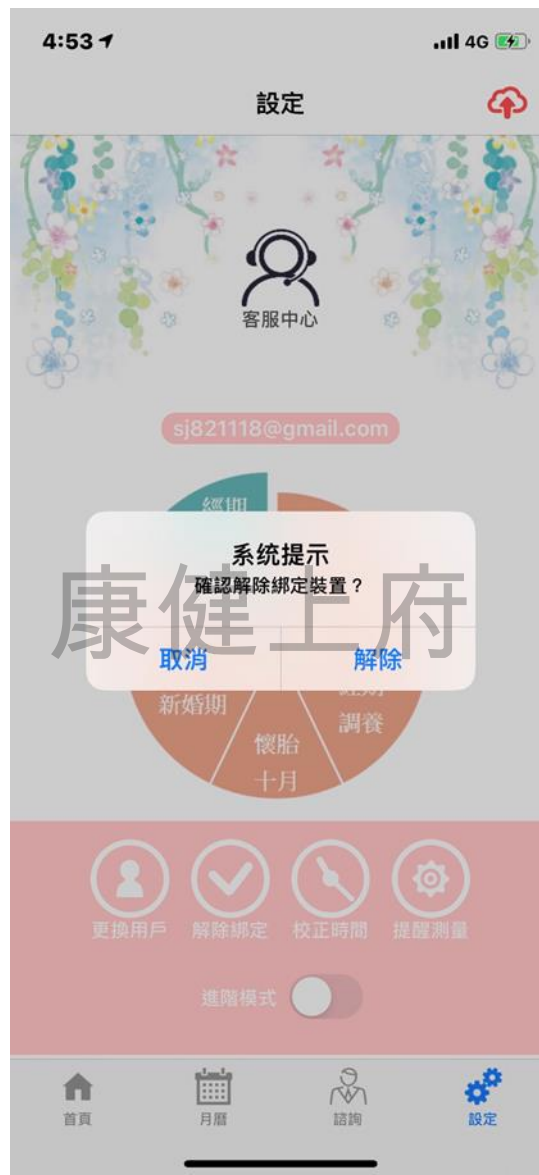 4:53
4G
設定
客服中心
sj821118@gmail.com
經期
系统提示
確認解除綁定裝置？
康健上府
取消
解除
新婚期
調養
懷胎
十月
更換用戶
解除綁定
校正時間
提醒測量
進階模式
首頁
月曆
諮詢
設定